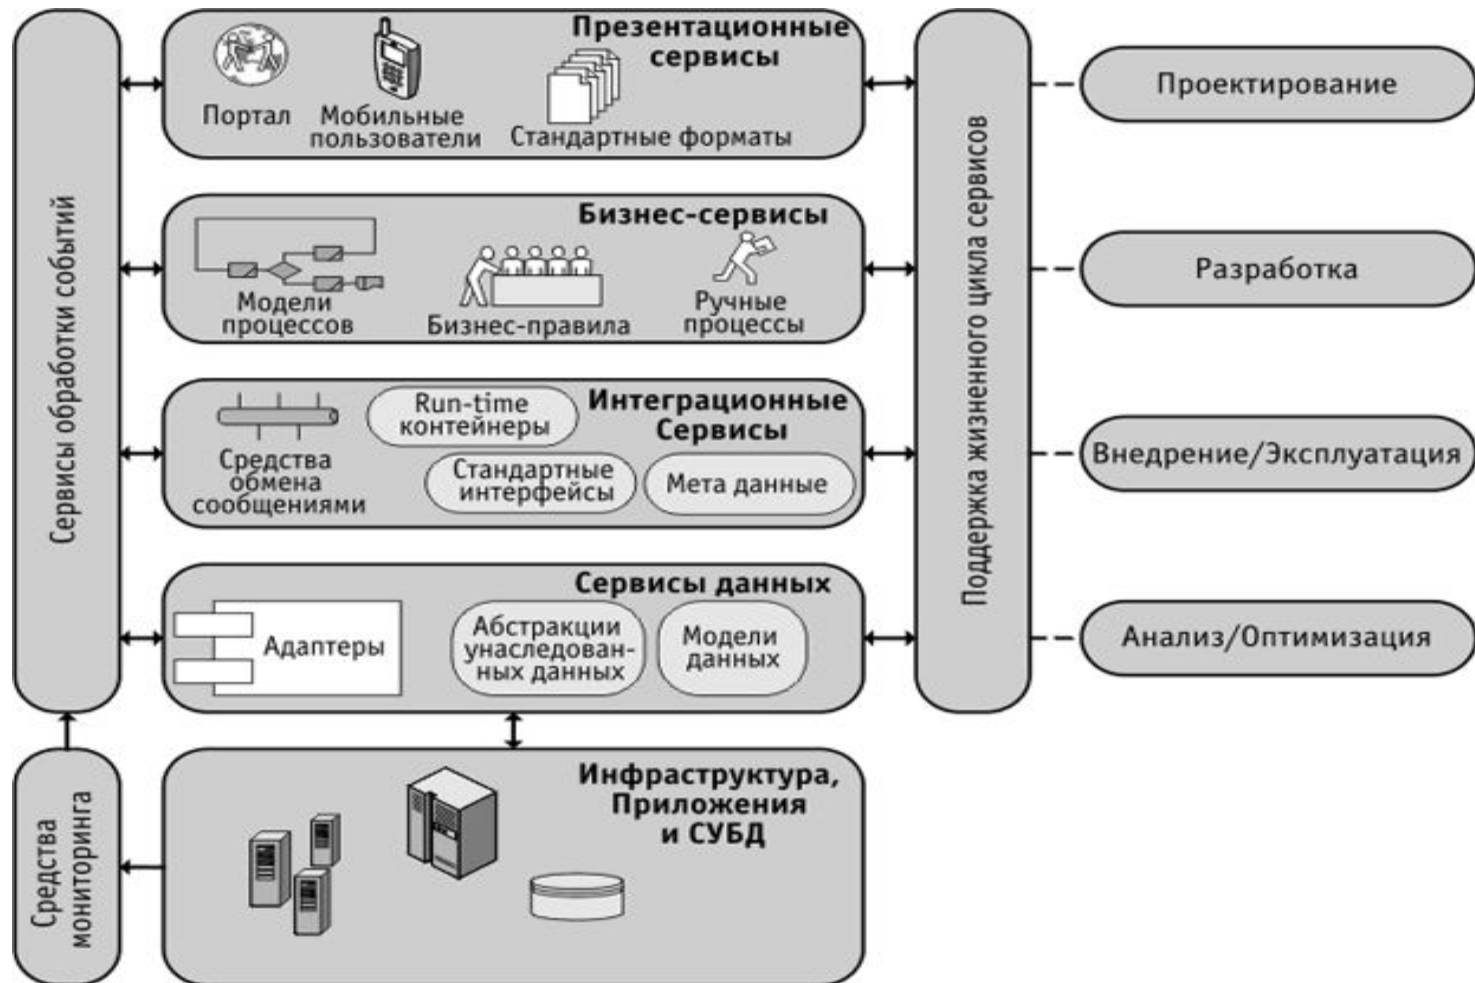 Сервисы обработки событий
Презентационные
сервисы
Портал
Мобильные
пользователи
Стандартные форматы
Бизнес-сервисы
Модели
процессов
Бизнес-правила
Ручные
процессы
Интеграционные
Сервисы
Run-time
контейнеры
Средства
обмена
сообщениями
Стандартные
интерфейсы
Мета данные
Сервисы данных
Адаптеры
Абстракции
унаследован-
ных данных
Модели
данных
Средства
мониторинга
Инфраструктура,
Приложения
и СУБД
Поддержка жизненного цикла сервисов
Проектирование
Разработка
Внедрение/Эксплуатация
Анализ/Оптимизация